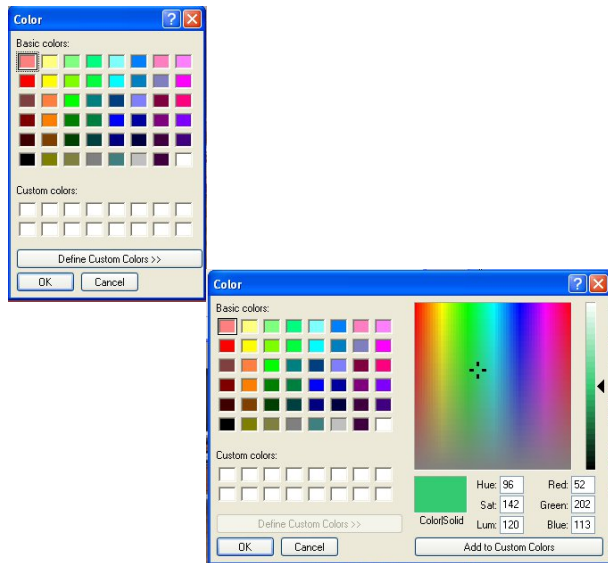 Color
Basic colors:
Custom colors:
Define Custom Colors >>
OK Cancel
Color
Basic colors:
Custom colors:
Define Custom Colors >>
OK Cancel
Color|Solid
Hue: 96 Red: 52
Sat: 142 Green: 202
Lum: 120 Blue: 113
Add to Custom Colors